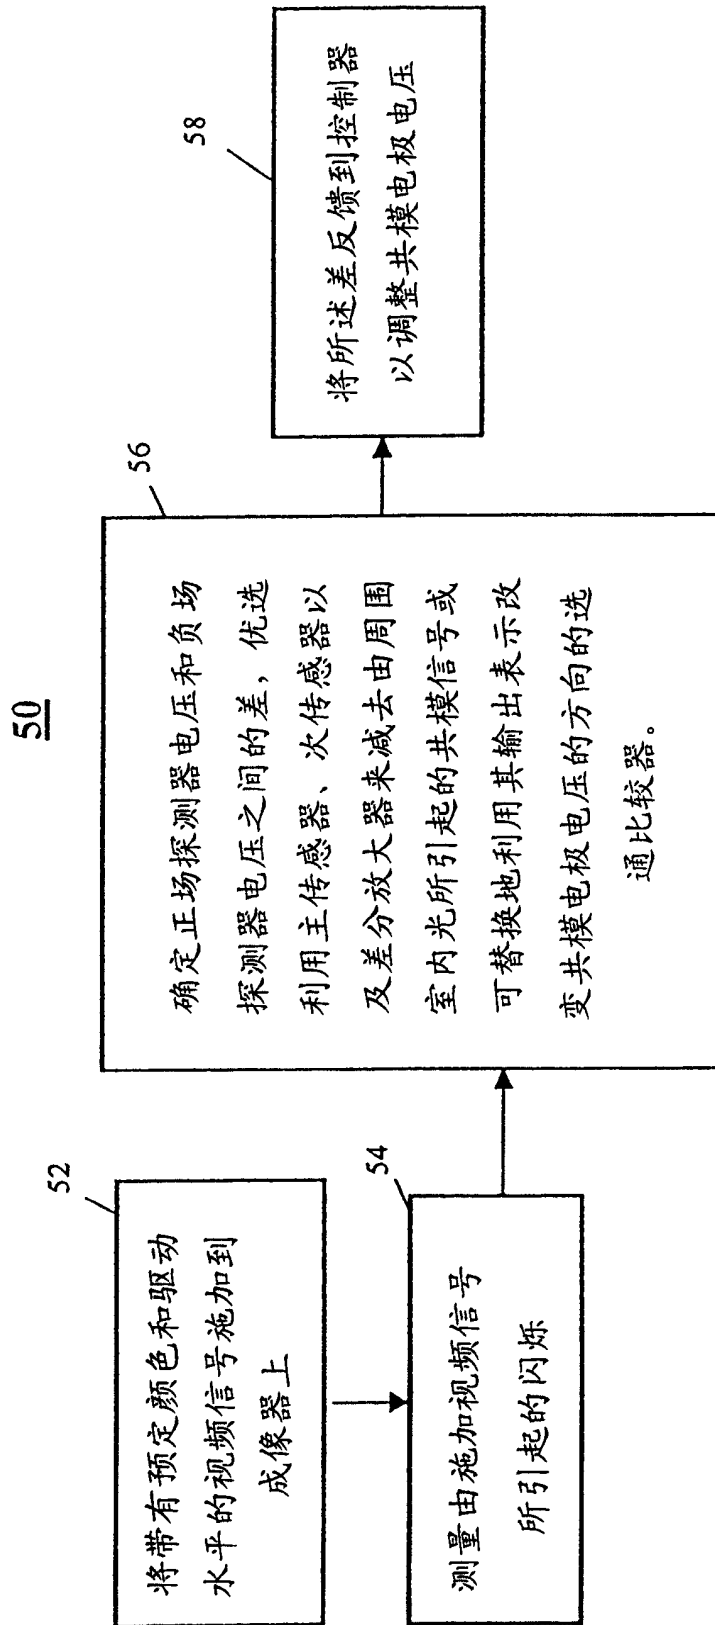 50
52
将带有预定颜色和驱动
水平的视频信号施加到
成像器上
54
测量由施加视频信号
所引起的闪烁
56
确定正场探测器电压和负场
探测器电压之间的差，优选
利用主传感器、次传感器以
及差分放大器来减去由周围
室内光所引起的共模信号或
可替换地利用其输出表示改
变共模电极电压的方向的选
通比较器。
58
将所述差反馈到控制器
以调整共模电极电压